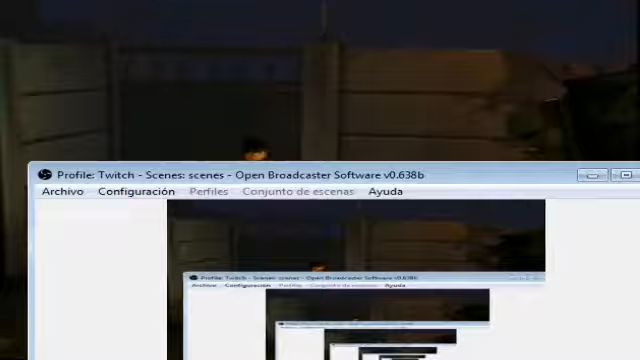 Profile: Twitch - Scenes: scenes - Open Broadcaster Software v0.638b
Archivo Configuración Perfiles Conjunto de escenas Ayuda
Profile: Twitch - Scenes: scenes - Open Broadcaster Software v0.638b
Archivo Configuración Perfiles Conjunto de escenas Ayuda